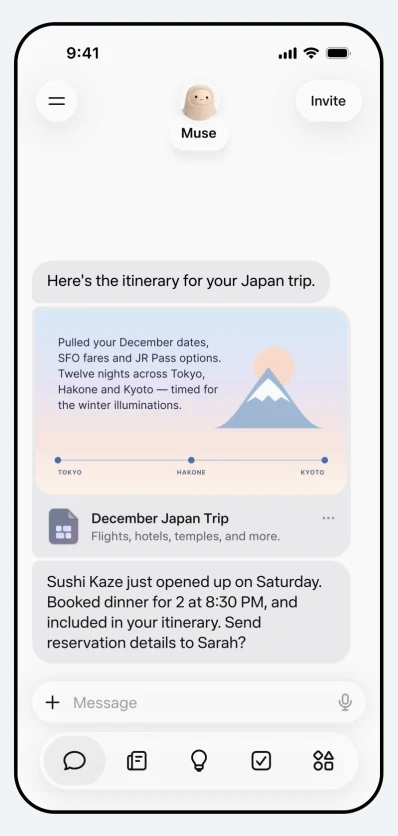 9:41
Invite
Muse
Here's the itinerary for your Japan trip.
Pulled your December dates,
SFO fares and JR Pass options.
Twelve nights across Tokyo,
Hakone and Kyoto — timed for
the winter illuminations.
TOKYO
HAKONE
KYOTO
December Japan Trip
Flights, hotels, temples, and more.
Sushi Kaze just opened up on Saturday.
Booked dinner for 2 at 8:30 PM, and
included in your itinerary. Send
reservation details to Sarah?
Message